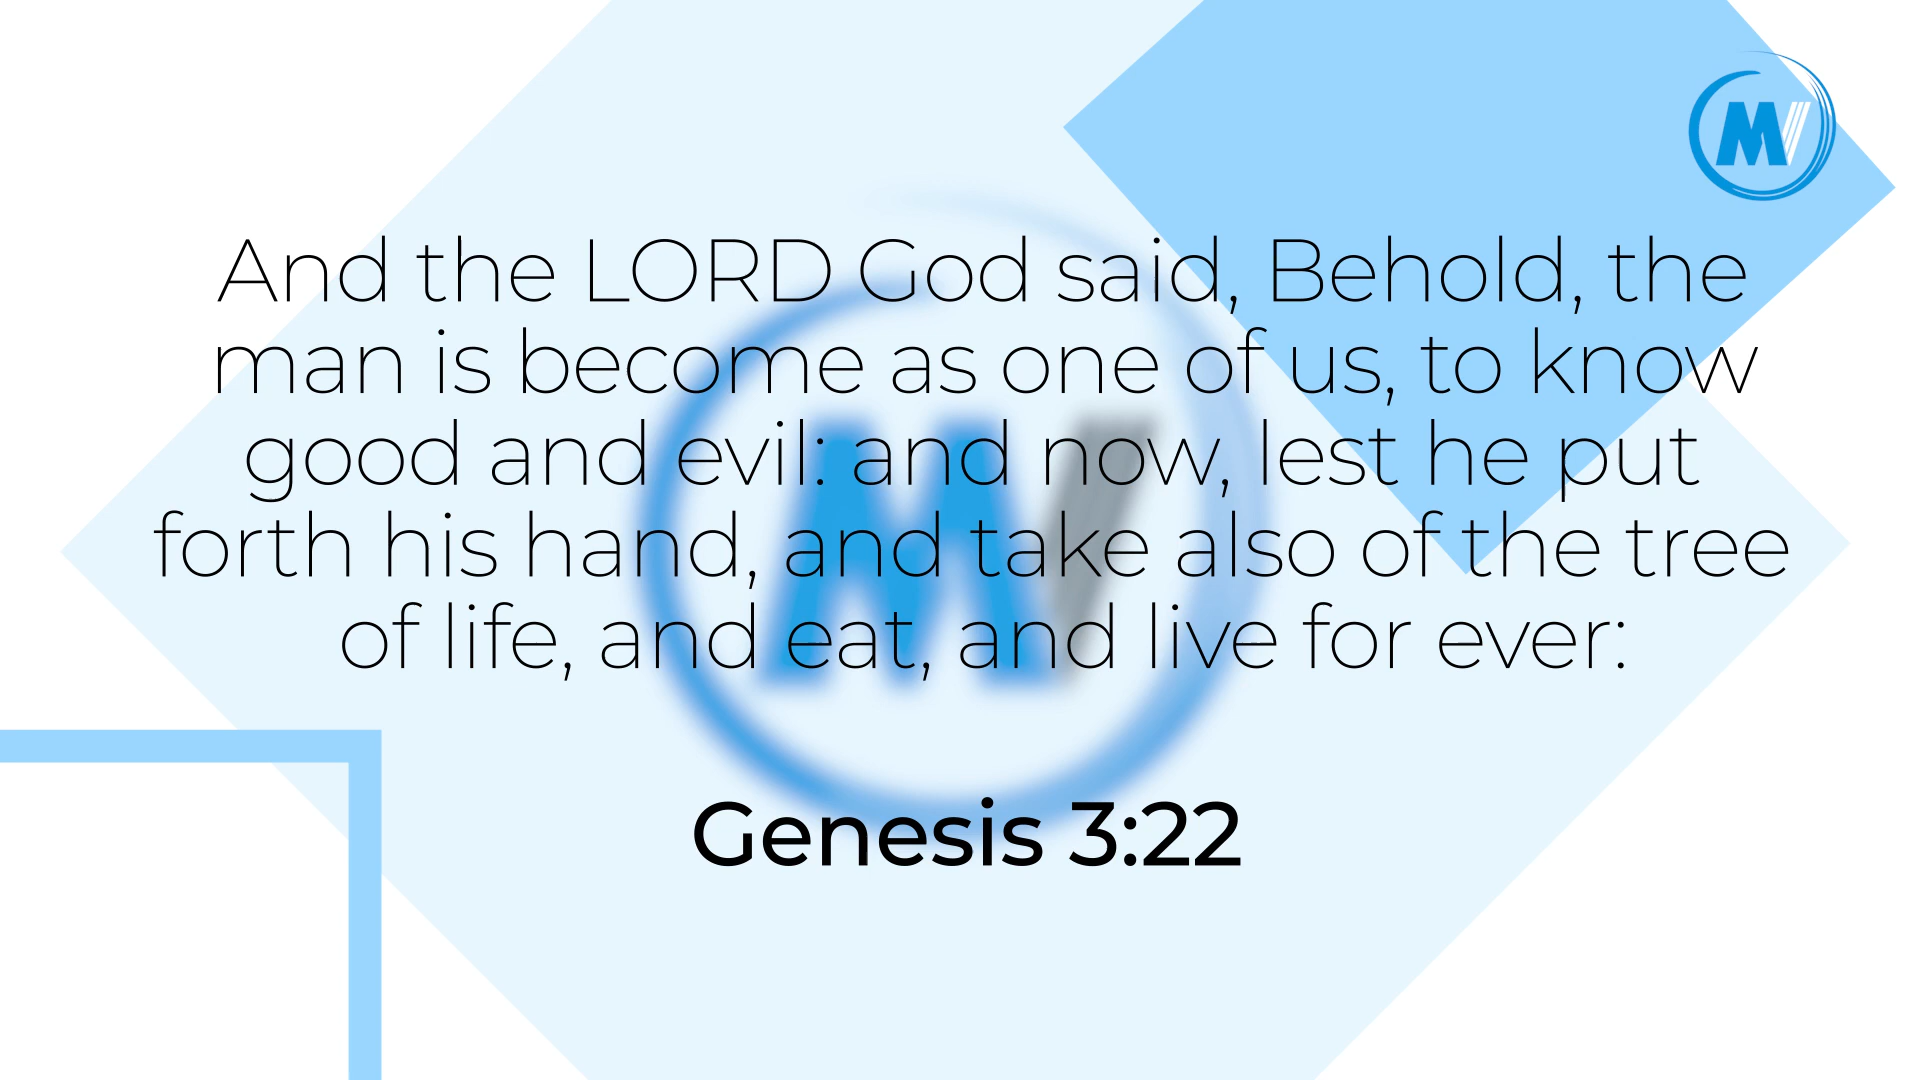 MV
And the LORD God said, Behold, the
man is become as one of us, to know
good and evil: and now, lest he put
forth his hand, and take also of the tree
of life, and eat, and live for ever:
Genesis 3:22